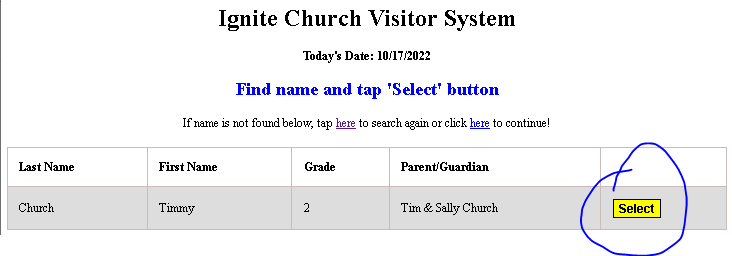 Ignite Church Visitor System
Today's Date: 10/17/2022
Find name and tap 'Select' button
If name is not found below, tap here to search again or click here to continue!
Last Name First Name Grade Parent/Guardian
Church Timmy 2 Tim & Sally Church Select